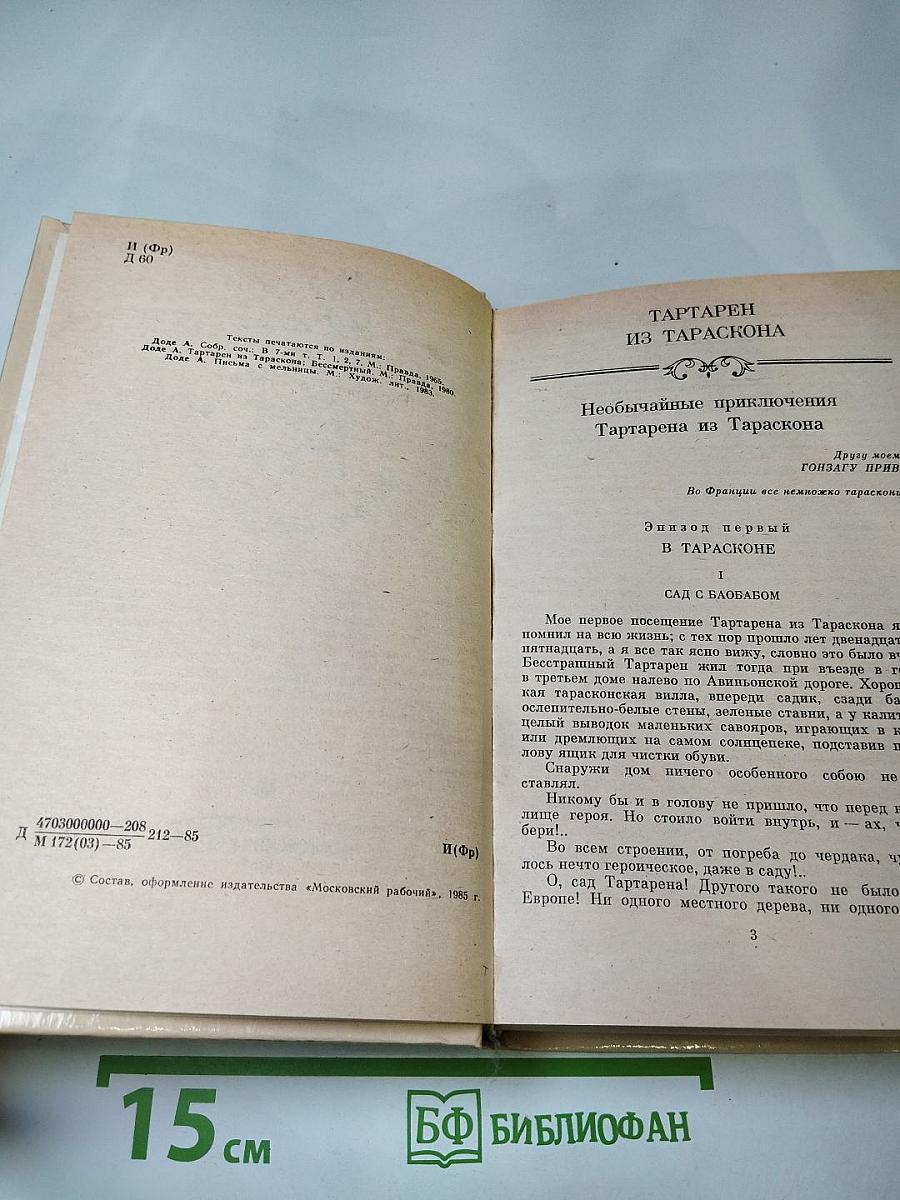 И (Фр)
Д 60
Тексты печатаются по изданиям:
Доде А. Собр. соч.: В 7-ми т. Т. 1, 2, 7. М.: Правда, 1965.
Доде А. Тартарен из Тараскона; Бессмертный. М.: Правда, 1980.
Доде А. Письма с мельницы. М.: Худож. лит., 1983.
Д 4703000000—208 212—85
М 172(03)—85
И(Фр)
© Состав, оформление издательства «Московский рабочий», 1985 г.
ТАРТАРЕН
ИЗ ТАРАСКОНА
Необычайные приключения
Тартарена из Тараскона
Другу моем
ГОНЗАГУ ПРИВ
Во Франции все немножко тараскони
Эпизод первый
В ТАРАСКОНЕ
I
САД С БАОБАБОМ
Мое первое посещение Тартарена из Тараскона я
помнил на всю жизнь; с тех пор прошло лет двенадцат
пятнадцать, а я все так ясно вижу, словно это было вч
Бесстрашный Тартарен жил тогда при въезде в го
в третьем доме налево по Авиньонской дороге. Хорош
кая тарасконская вилла, впереди садик, сзади ба
ослепительно-белые стены, зеленые ставни, а у калит
целый выводок маленьких савояров, играющих в к
или дремлющих на самом солнцепеке, подставив п
лову ящик для чистки обуви.
Снаружи дом ничего особенного собою не
ставлял.
Никому бы и в голову не пришло, что перед н
лище героя. Но стоило войти внутрь, и — ах, ч
бери!..
Во всем строении, от погреба до чердака, чу
лось нечто героическое, даже в саду!..
О, сад Тартарена! Другого такого не было
Европе! Ни одного местного дерева, ни одного
3
15 см
БФ БИБЛИОФАН